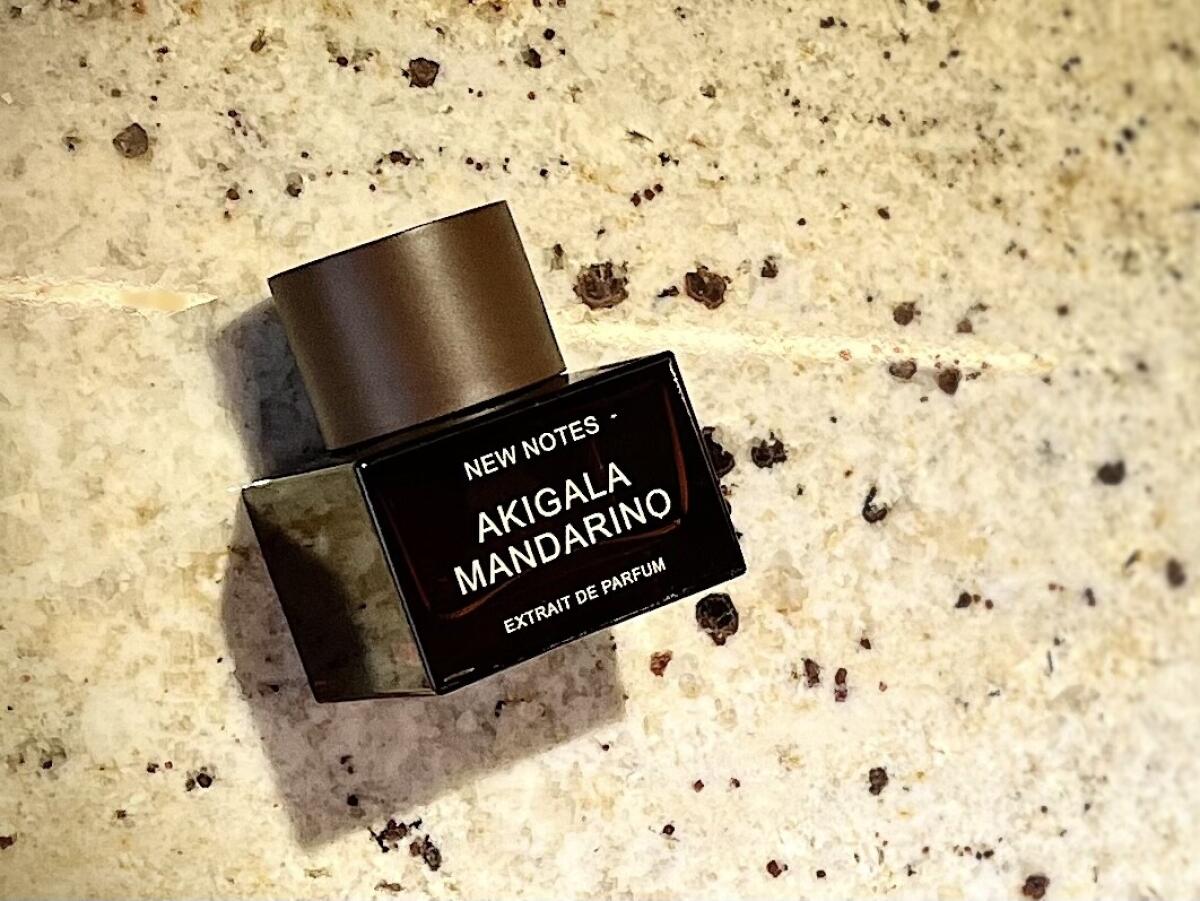 NEW NOTES
AKIGALA
MANDARINO
EXTRAIT DE PARFUM